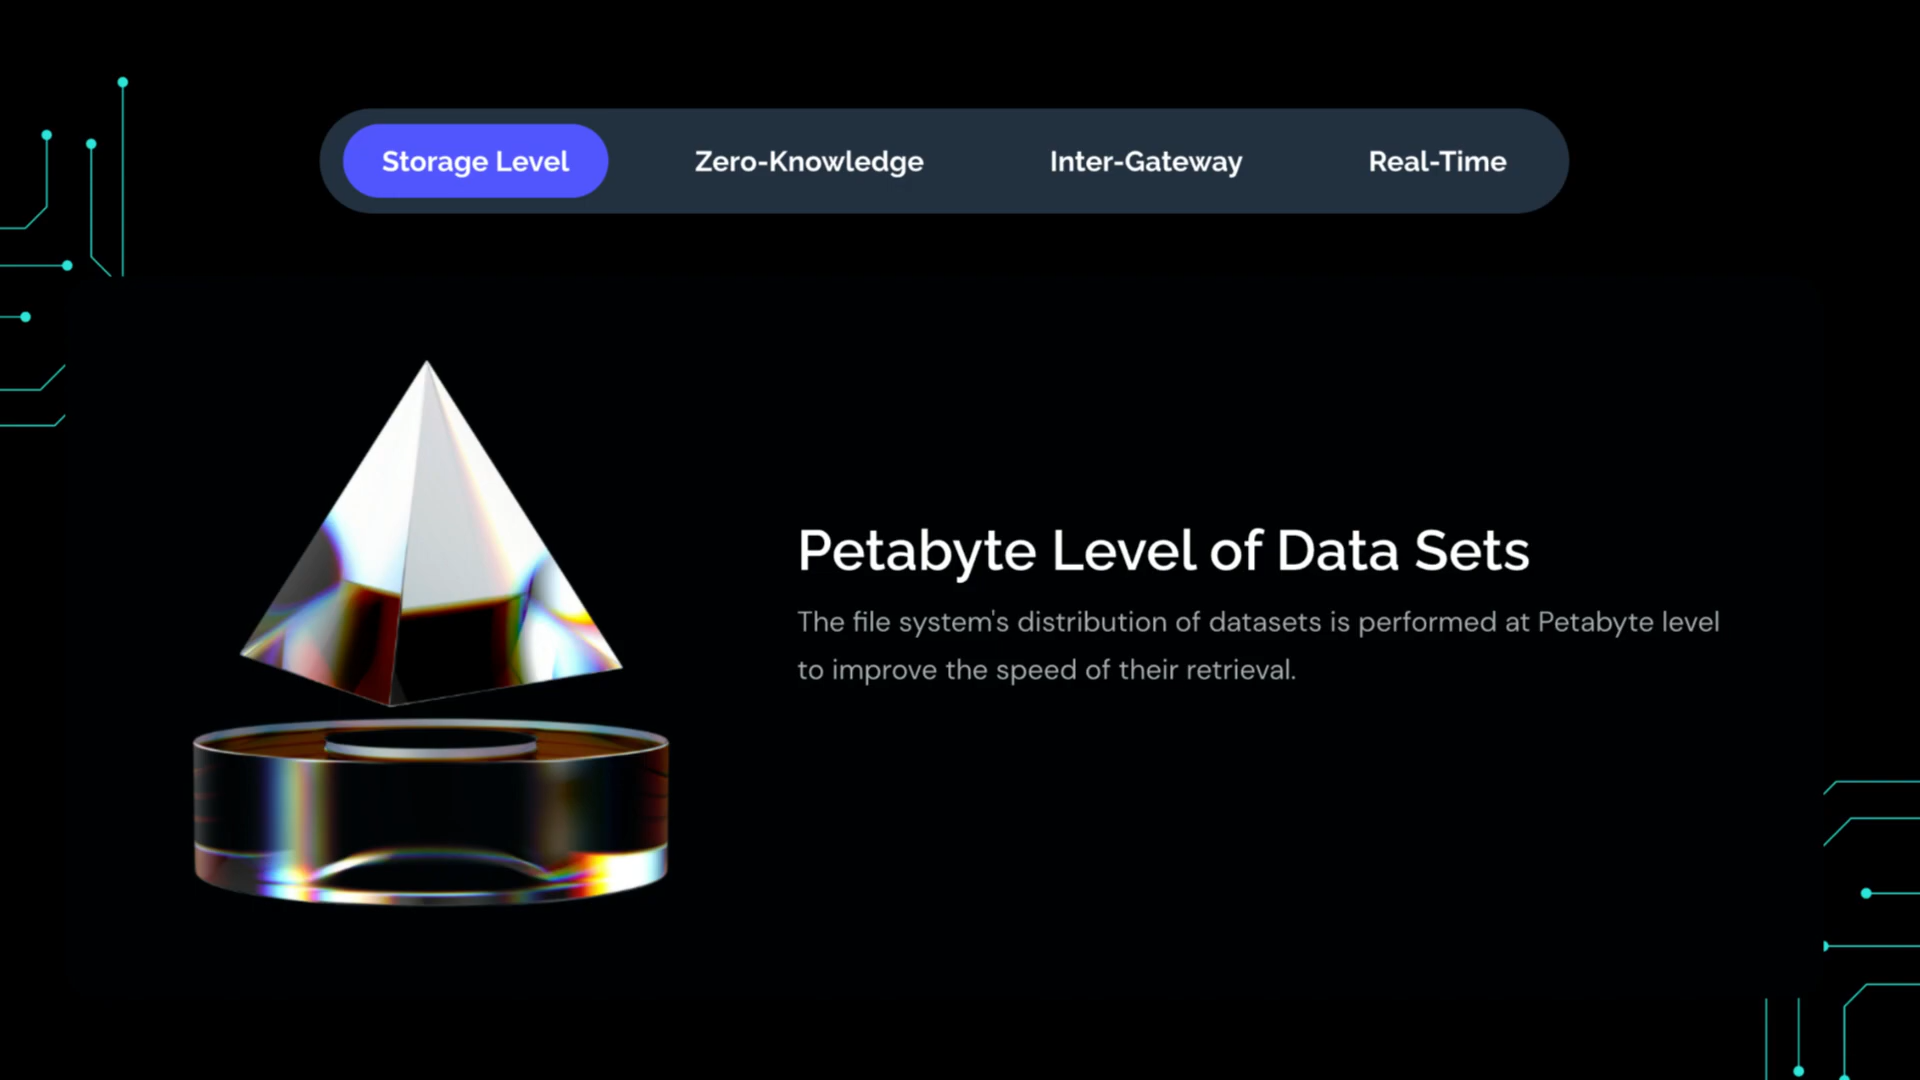 Storage Level Zero-Knowledge Inter-Gateway Real-Time
Petabyte Level of Data Sets
The file system's distribution of datasets is performed at Petabyte level
to improve the speed of their retrieval.